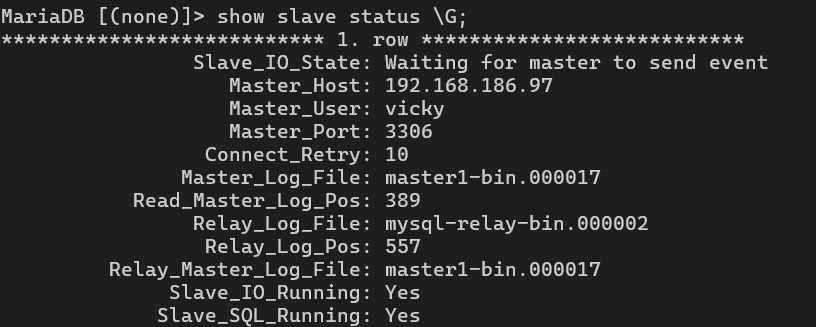 MariaDB [(none)]> show slave status \G;
*************************** 1. row ***************************
Slave_IO_State: Waiting for master to send event
Master_Host: 192.168.186.97
Master_User: vicky
Master_Port: 3306
Connect_Retry: 10
Master_Log_File: master1-bin.000017
Read_Master_Log_Pos: 389
Relay_Log_File: mysql-relay-bin.000002
Relay_Log_Pos: 557
Relay_Master_Log_File: master1-bin.000017
Slave_IO_Running: Yes
Slave_SQL_Running: Yes